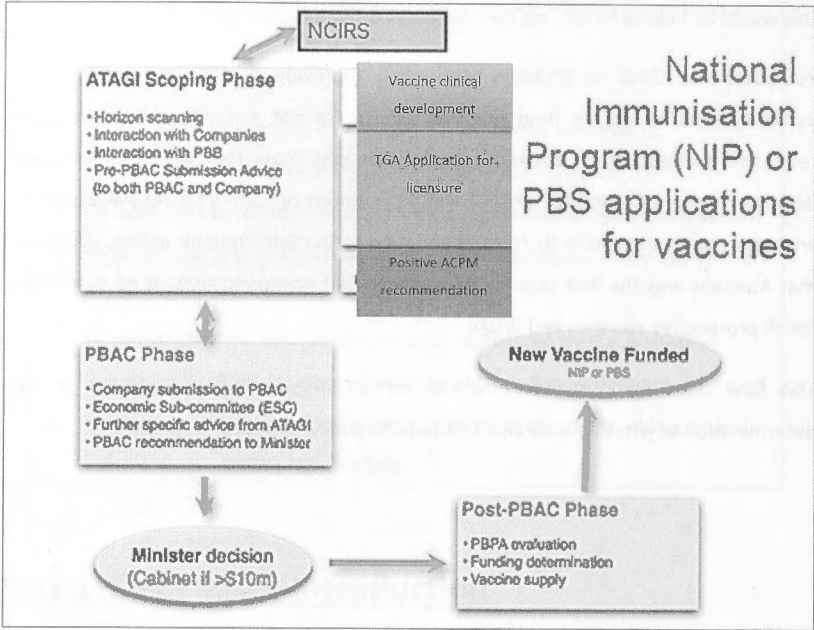 NCIRS
ATAGI Scoping Phase
• Horizon scanning
• Interaction with Companies
• Interaction with PBB
• Pre-PBAC Submission Advice
(to both PBAC and Company)
Vaccine clinical
development
TGA Application for
licensure
Positive ACPM
recommendation
National
Immunisation
Program (NIP) or
PBS applications
for vaccines
PBAC Phase
• Company submission to PBAC
• Economic Sub-committee (ESC)
• Further specific advice from ATAGI
• PBAC recommendation to Minister
New Vaccine Funded
NIP or PBS
Minister decision
(Cabinet if >$10m)
Post-PBAC Phase
• PBPA evaluation
• Funding determination
• Vaccine supply